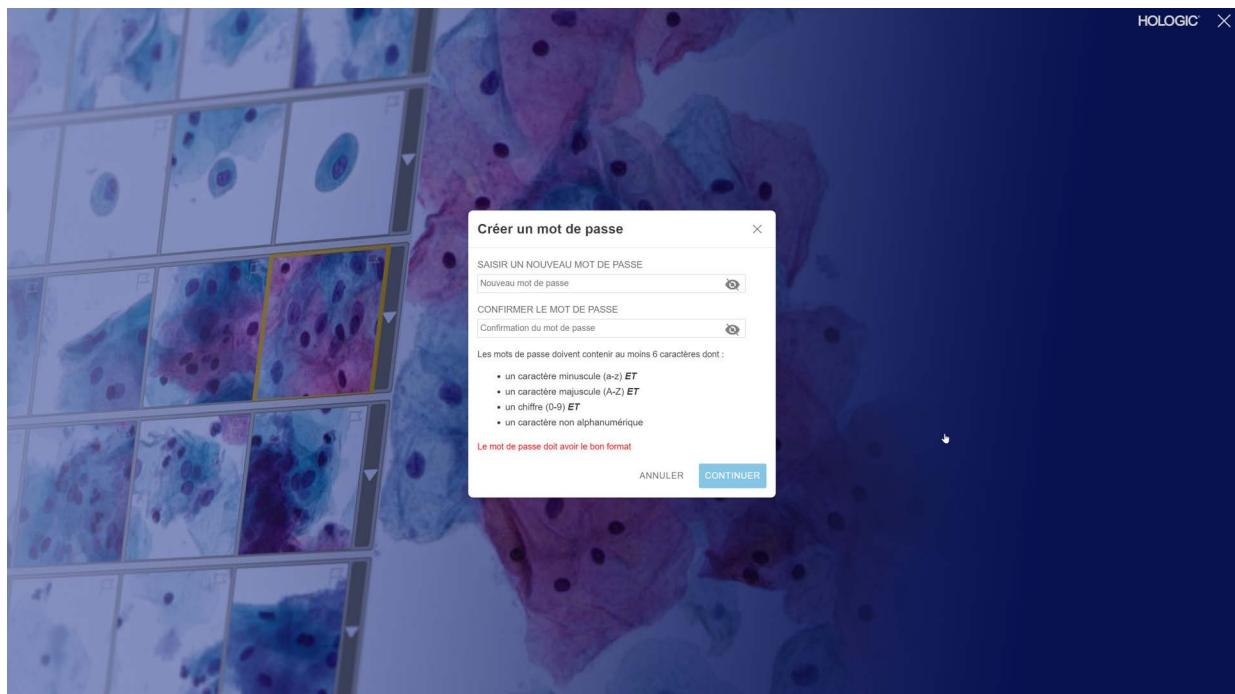 HOLOGIC
Créer un mot de passe
SAISIR UN NOUVEAU MOT DE PASSE
Nouveau mot de passe
CONFIRMER LE MOT DE PASSE
Confirmation du mot de passe
Les mots de passe doivent contenir au moins 6 caractères dont :
• un caractère minuscule (a-z) ET
• un caractère majuscule (A-Z) ET
• un chiffre (0-9) ET
• un caractère non alphanumérique
Le mot de passe doit avoir le bon format
ANNULER CONTINUER